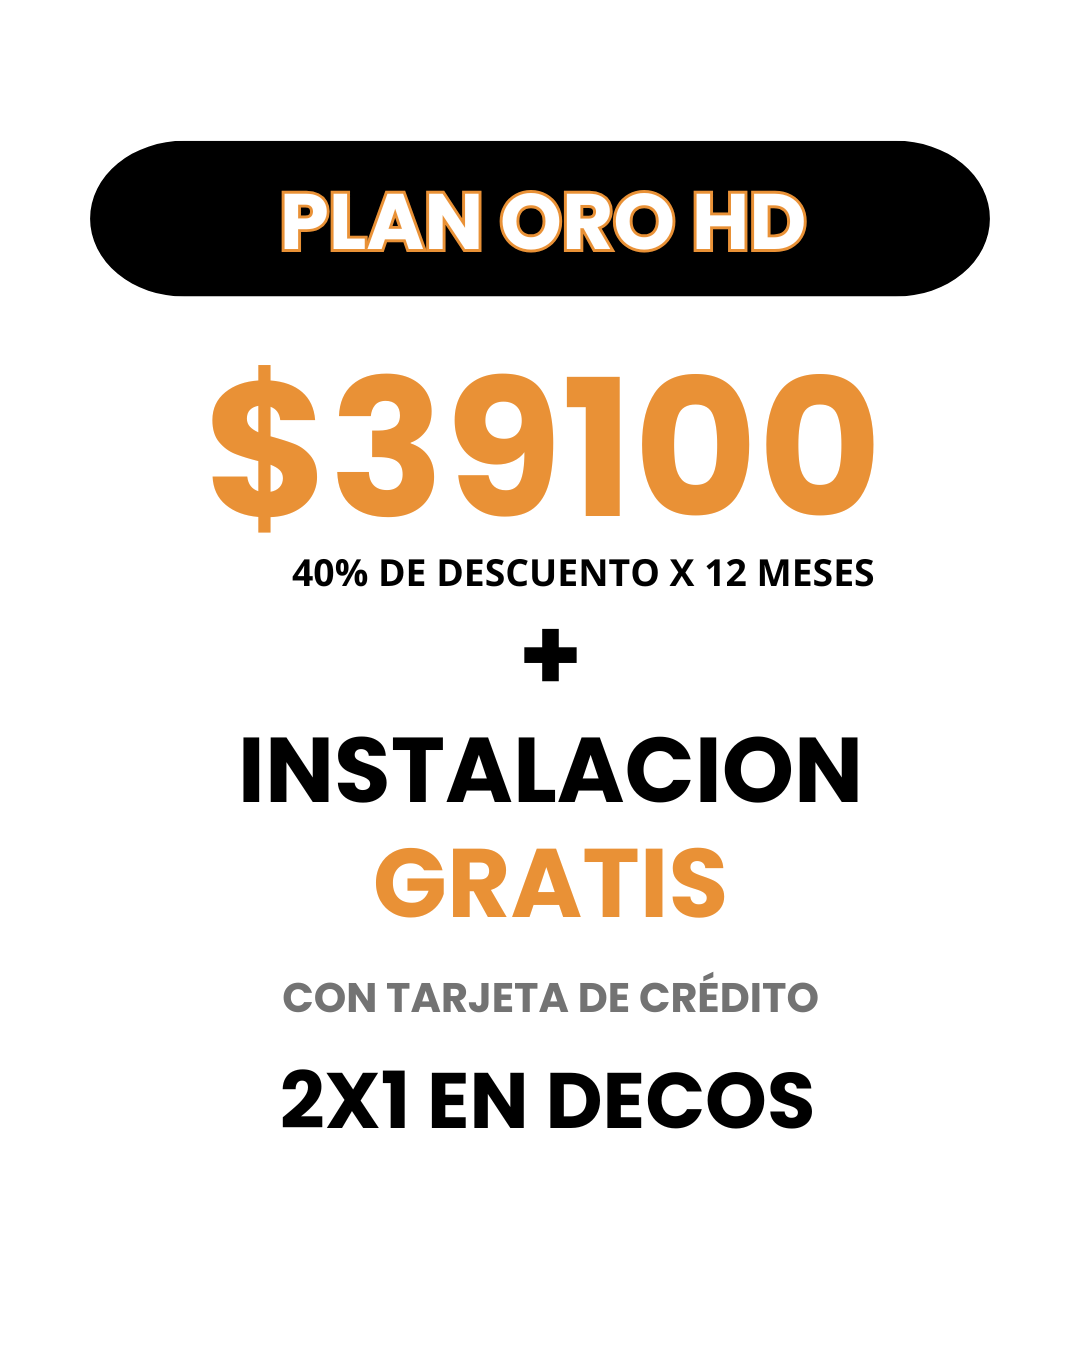 PLAN ORO HD
$39100
40% DE DESCUENTO X 12 MESES
+
INSTALACION
GRATIS
CON TARJETA DE CRÉDITO
2X1 EN DECOS